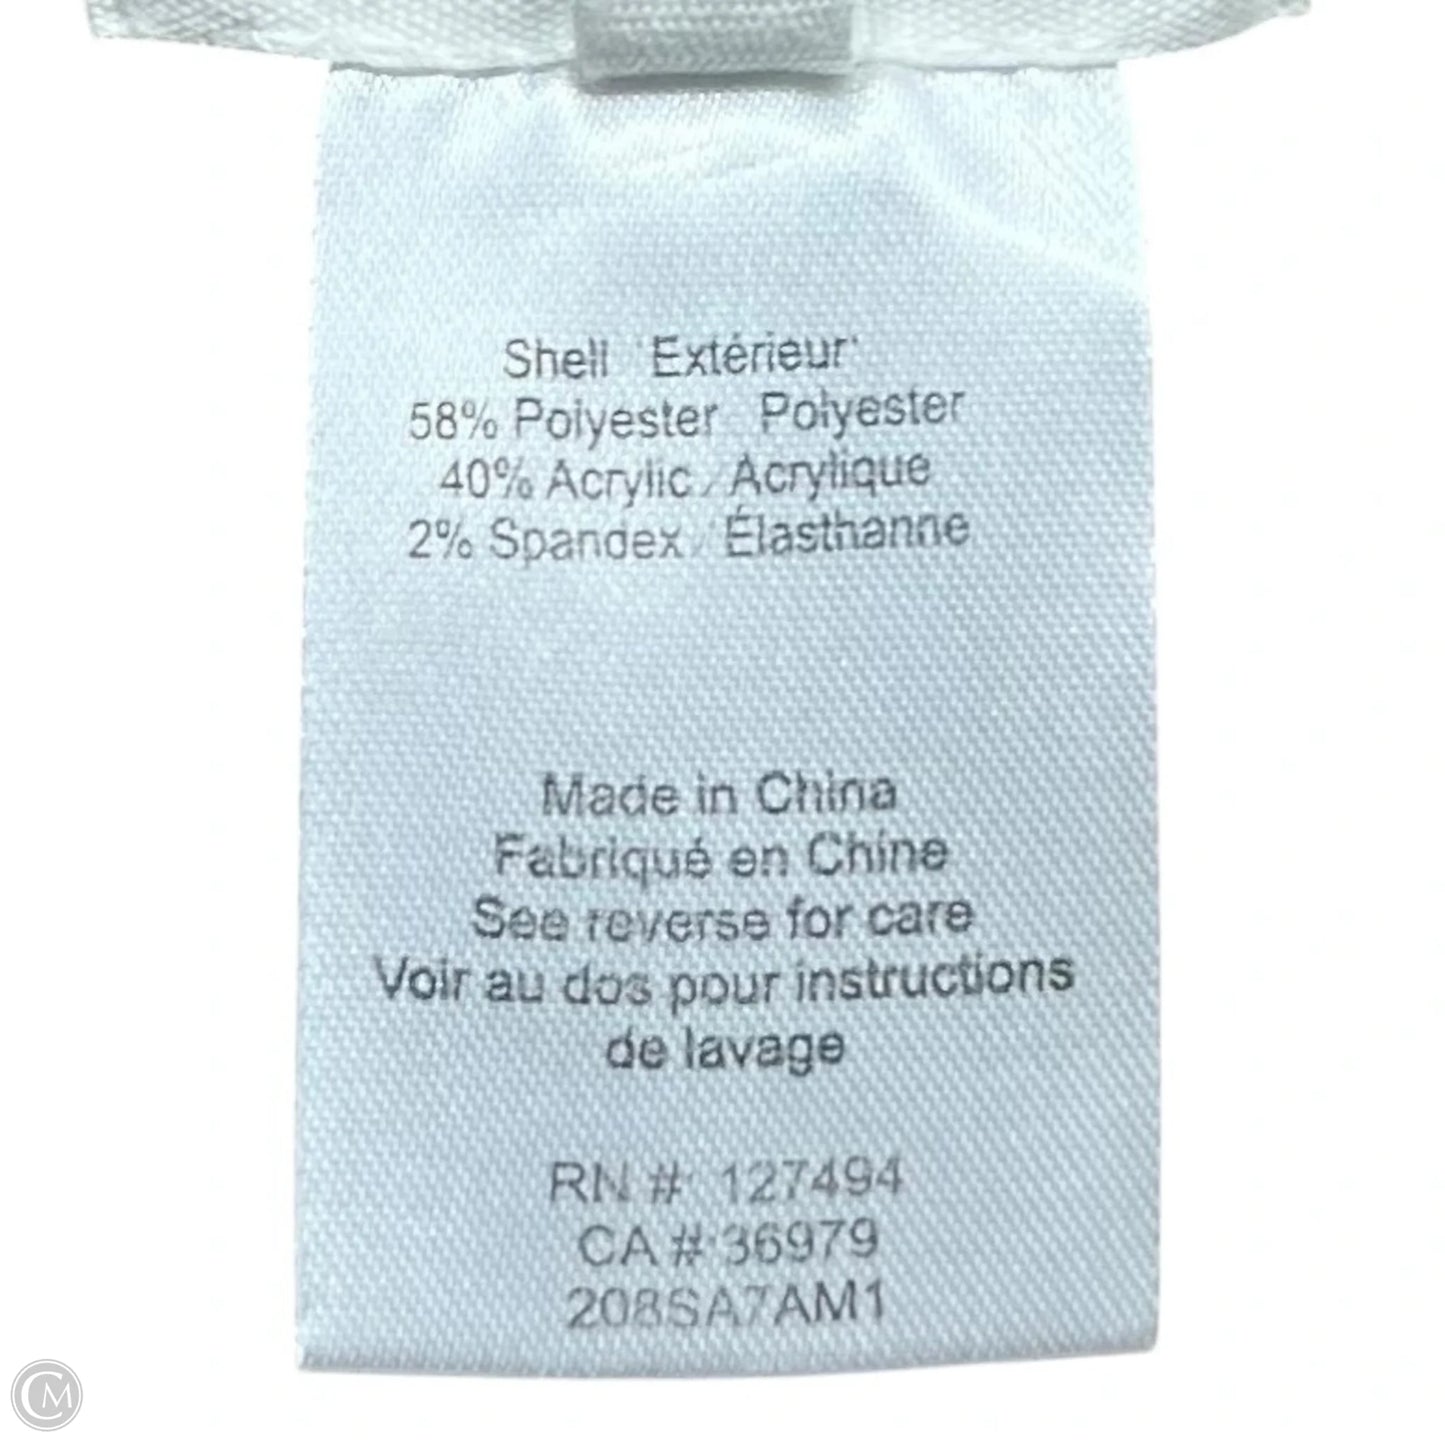 Shell Extérieur
58% Polyester Polyester
40% Acrylic / Acrylique
2% Spandex / Élasthanne
Made in China
Fabriqué en Chine
See reverse for care
Voir au dos pour instructions
de lavage
RN # 127494
CA # 36979
208SA7AM1
CM